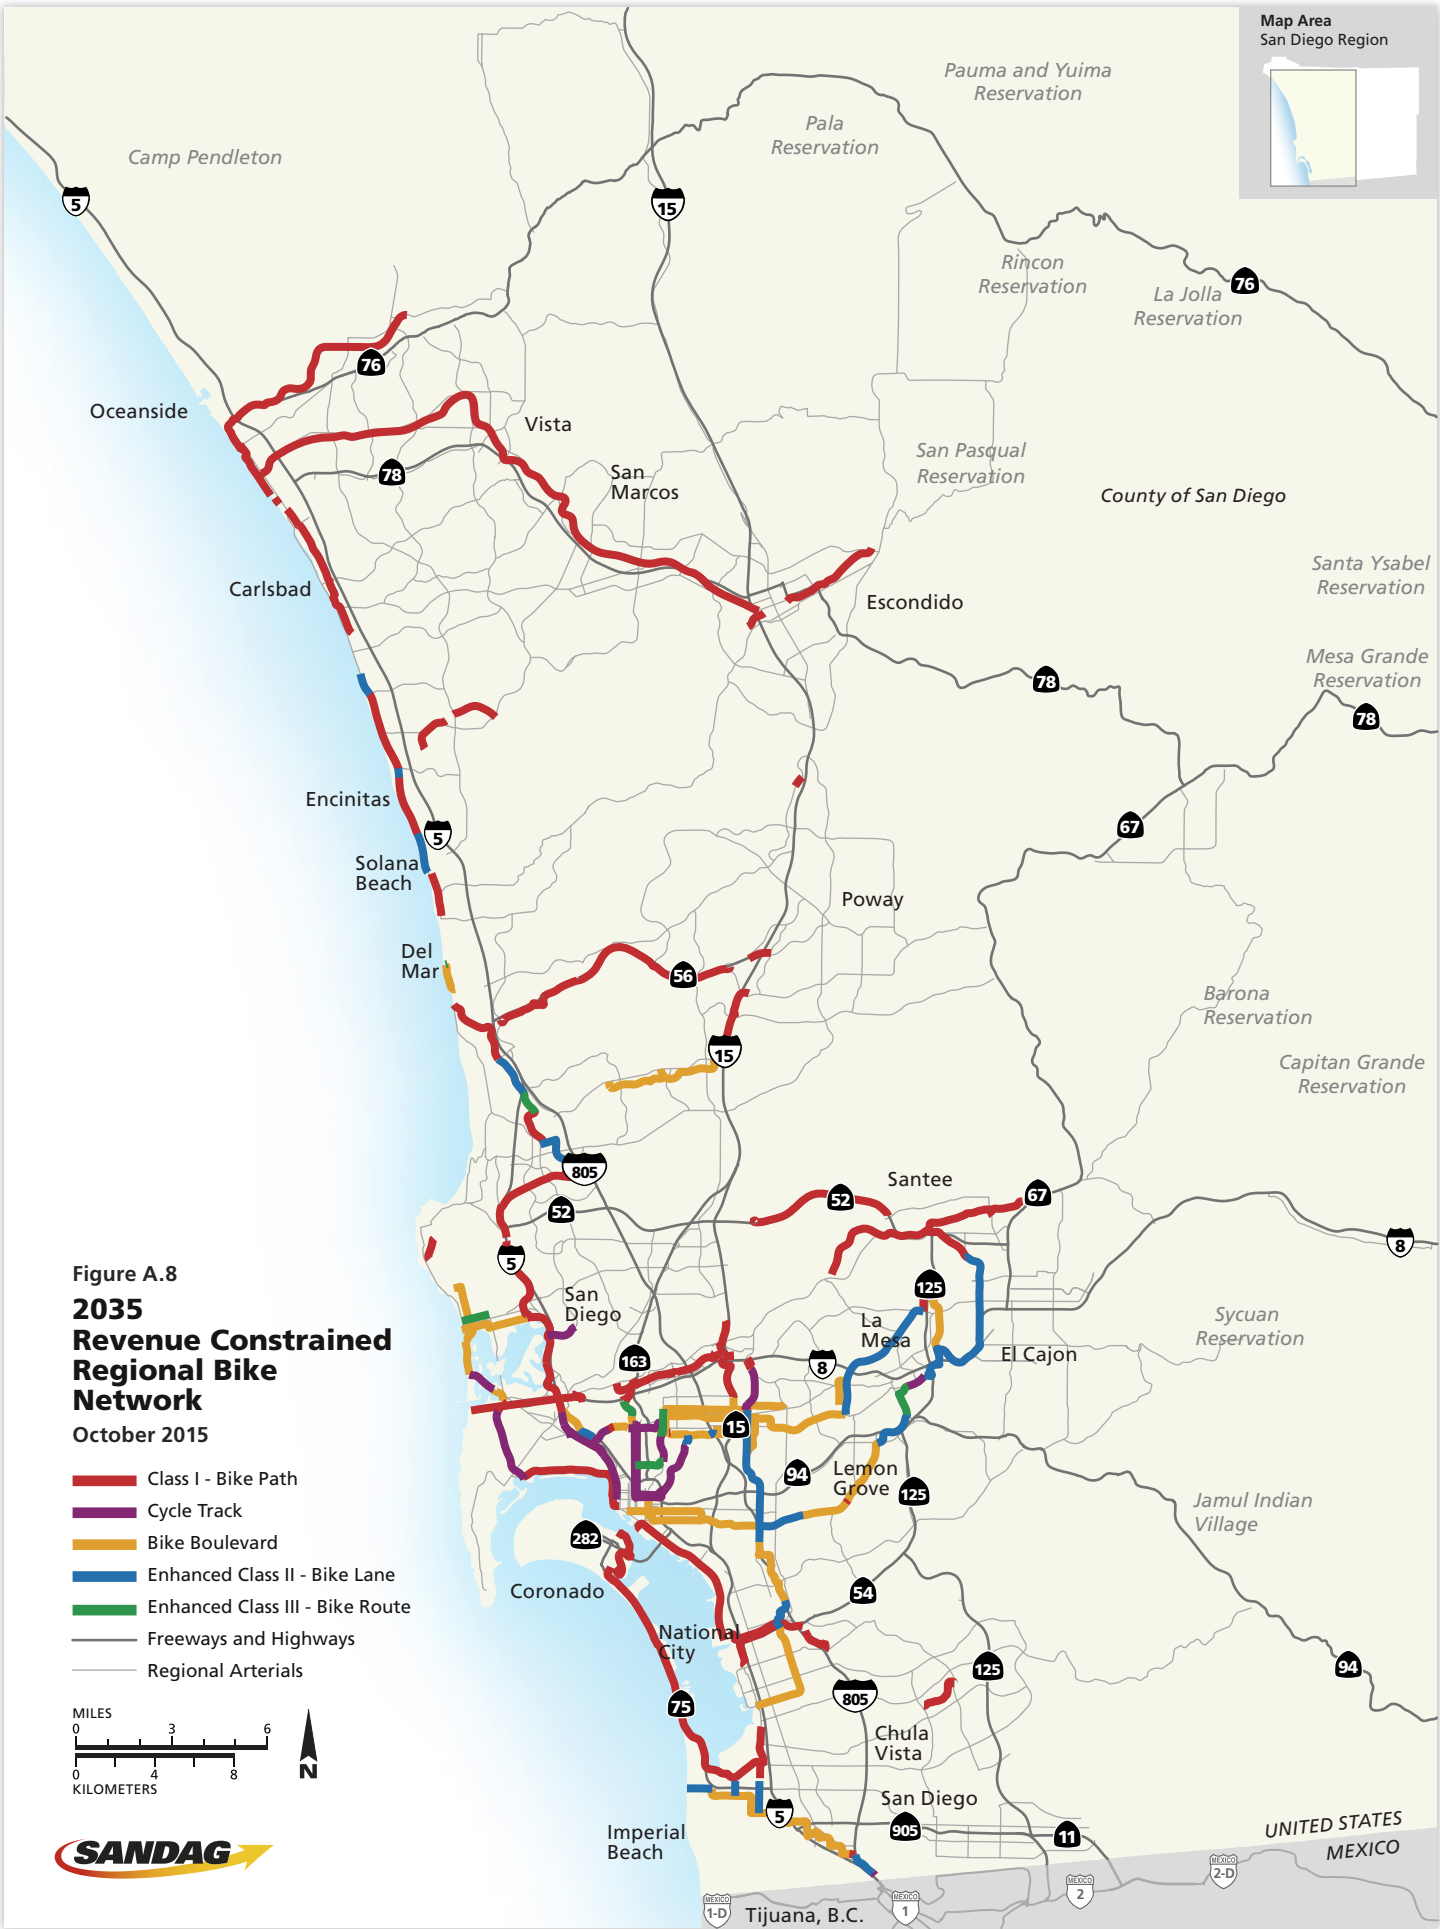 Map Area
San Diego Region
Pauma and Yuima
Reservation
Pala
Reservation
Camp Pendleton
5
15
Rincon
Reservation
76
La Jolla
Reservation
76
Oceanside
Vista
78
San
Marcos
San Pasqual
Reservation
County of San Diego
Santa Ysabel
Reservation
Carlsbad
Escondido
Mesa Grande
Reservation
78
78
Encinitas
5
67
Solana
Beach
Poway
Del
Mar
56
Barona
Reservation
15
Capitan Grande
Reservation
805
Santee
52
67
52
5
8
Figure A.8
2035
Revenue Constrained
Regional Bike
Network
October 2015
125
San
Diego
La
Mesa
Sycuan
Reservation
163
8
El Cajon
15
94
Lemon
Grove
125
Jamul Indian
Village
Class I - Bike Path
Cycle Track
Bike Boulevard
Enhanced Class II - Bike Lane
Enhanced Class III - Bike Route
Freeways and Highways
Regional Arterials
282
Coronado
54
National
City
125
94
75
805
MILES
0 3 6
0 4 8
KILOMETERS
N
Chula
Vista
San Diego
5
905
11
Imperial
Beach
UNITED STATES
MEXICO
SANDAG
MEXICO
2-D
MEXICO
2
MEXICO
1-D
Tijuana, B.C.
MEXICO
1